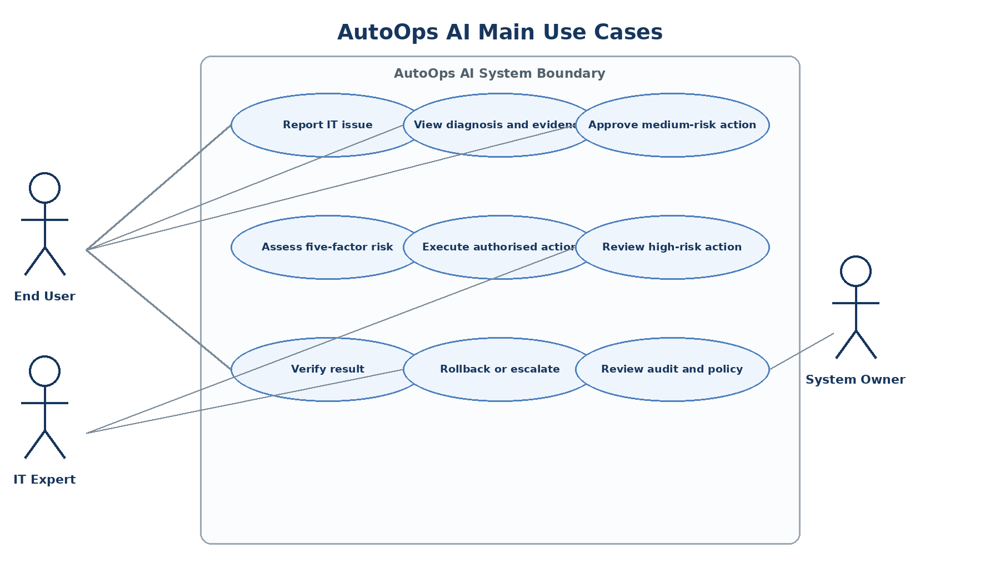 AutoOps AI Main Use Cases
AutoOps AI System Boundary
Report IT issue
View diagnosis and evidenc
Approve medium-risk action
Assess five-factor risk
Execute authorised action
Review high-risk action
End User
Verify result
Rollback or escalate
Review audit and policy
System Owner
IT Expert